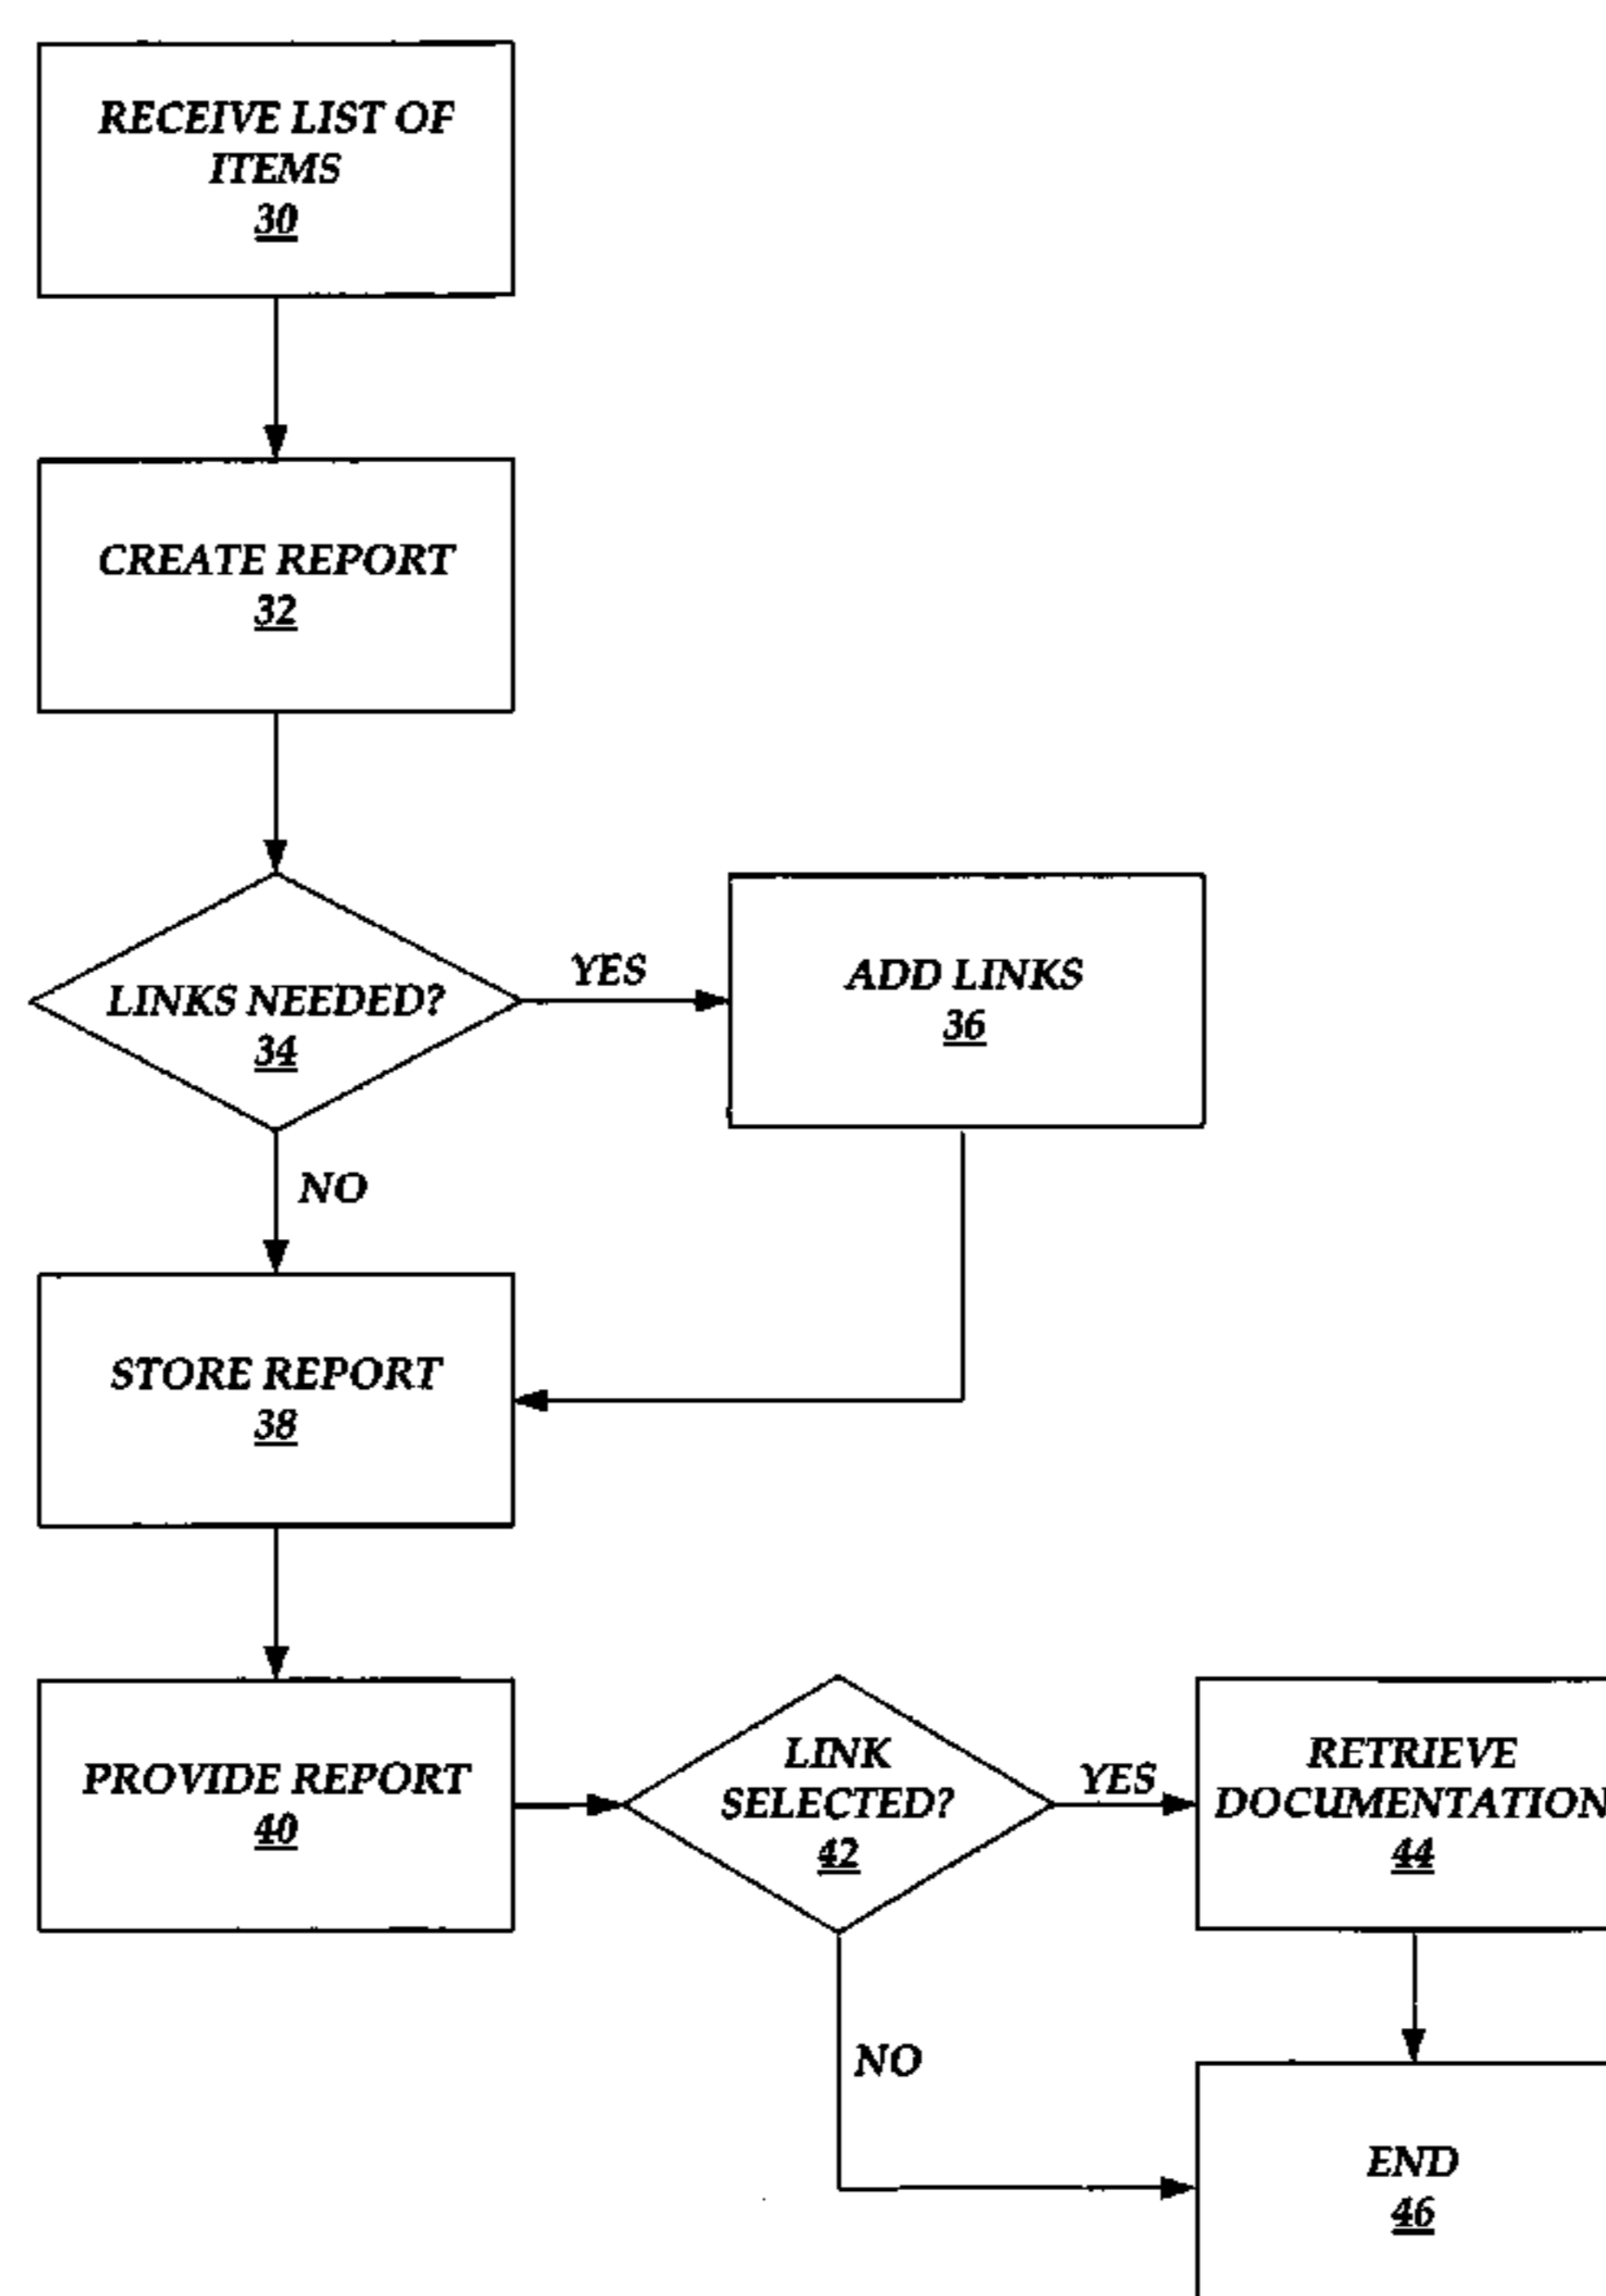 RECEIVE LIST OF
ITEMS
30
CREATE REPORT
32
LINKS NEEDED?
34
YES
ADD LINKS
36
NO
STORE REPORT
38
PROVIDE REPORT
40
LINK
SELECTED?
42
YES
RETRIEVE
DOCUMENTATION
44
NO
END
46